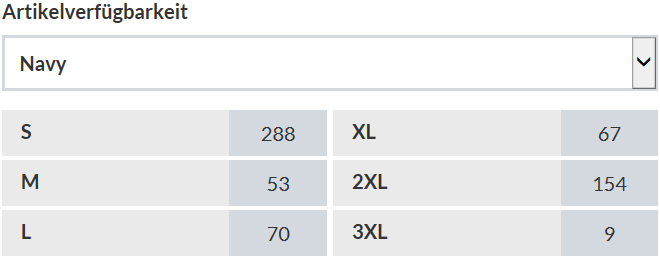 Artikelverfügbarkeit
Navy
S 288 XL 67
M 53 2XL 154
L 70 3XL 9